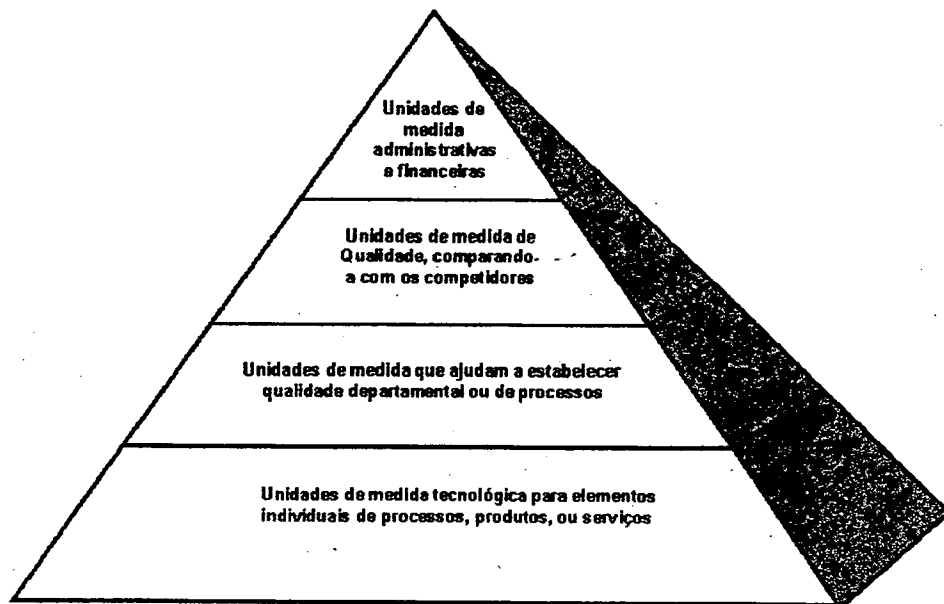 Unidades de
medida
administrativas
e financeiras
Unidades de medida de
Qualidade, comparando-
a com os competidores
Unidades de medida que ajudam a estabelecer
qualidade departamental ou de processos
Unidades de medida tecnológica para elementos
individuais de processos, produtos, ou serviços